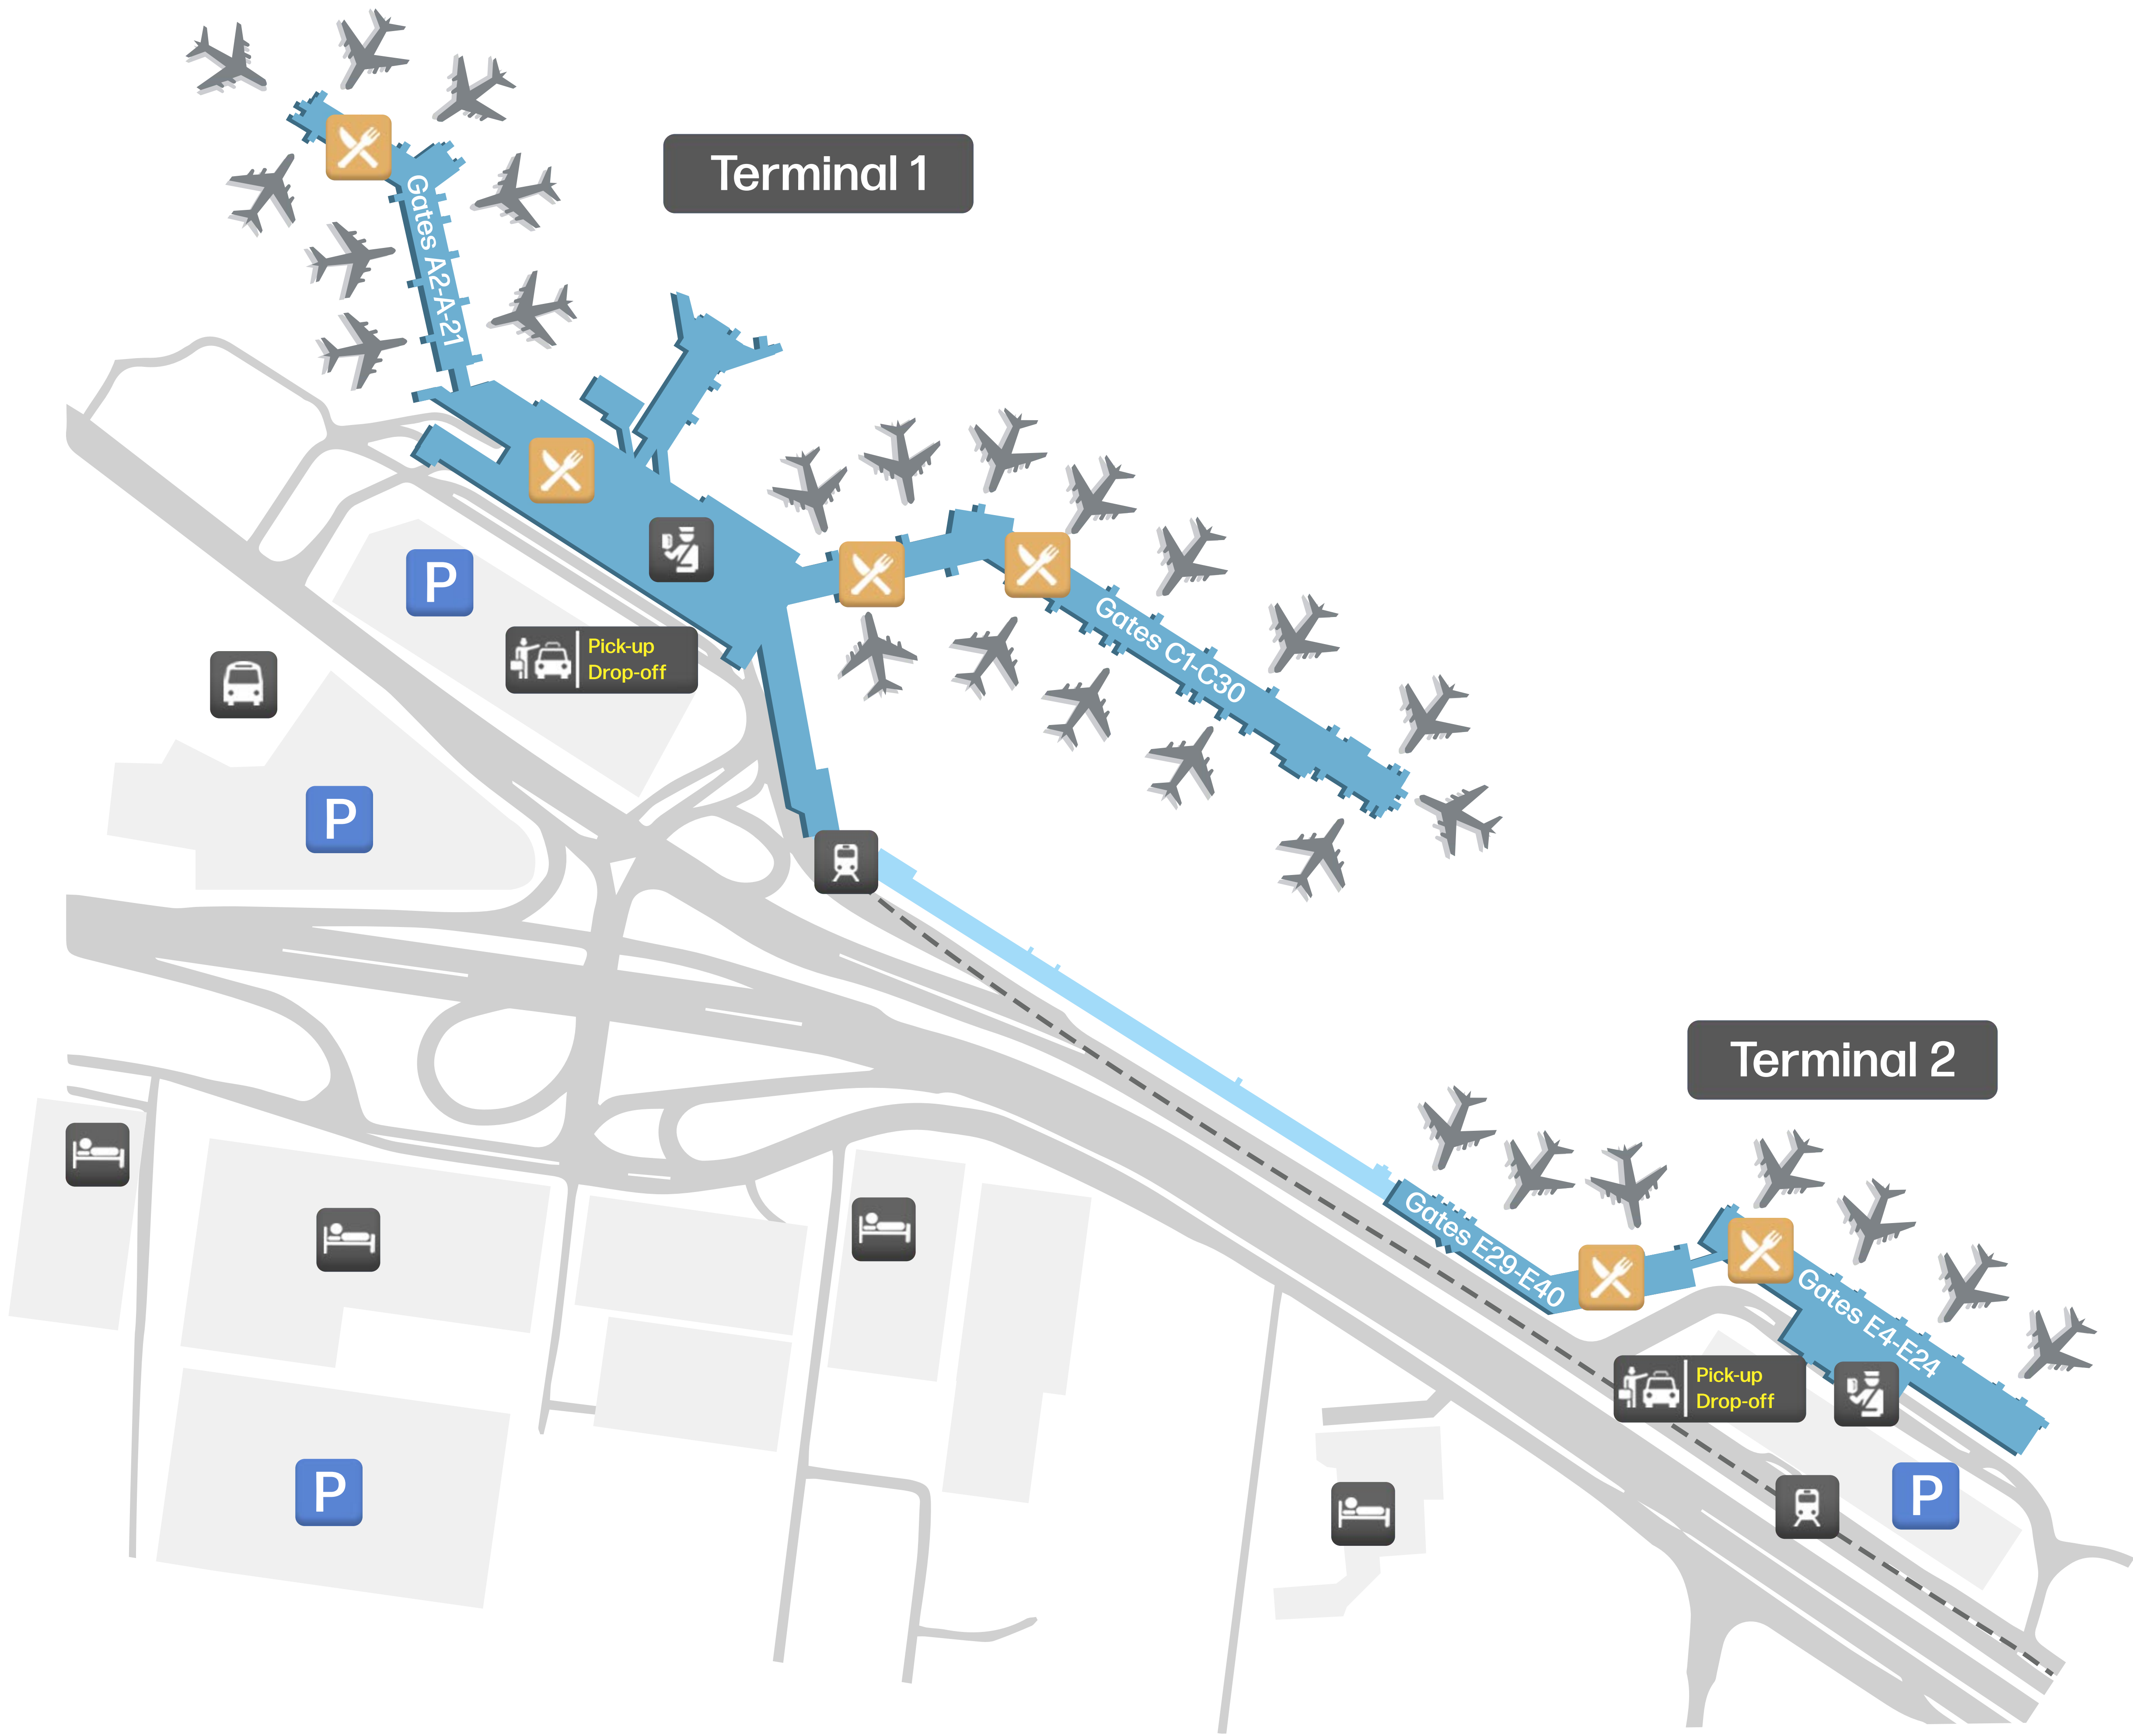 Terminal 1
Gates A2-A-21
P
Pick-up
Drop-off
Gates C1-C30
P
Terminal 2
Gates E29-E40
Gates E4-E24
Pick-up
Drop-off
P
P